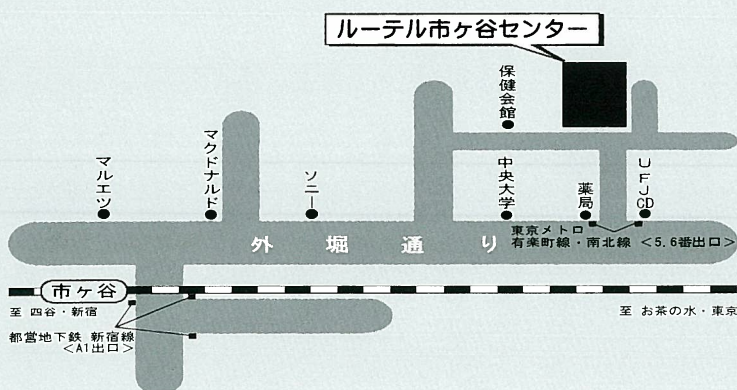 ルーテル市ヶ谷センター
保健会館
マルエツ
マクドナルド
ソニー
中央大学
薬局
UFJCD
外堀通り
東京メトロ
有楽町線・南北線 <5.6番出口>
市ヶ谷
至 四谷・新宿
至 お茶の水・東京
都営地下鉄 新宿線
<A1出口>